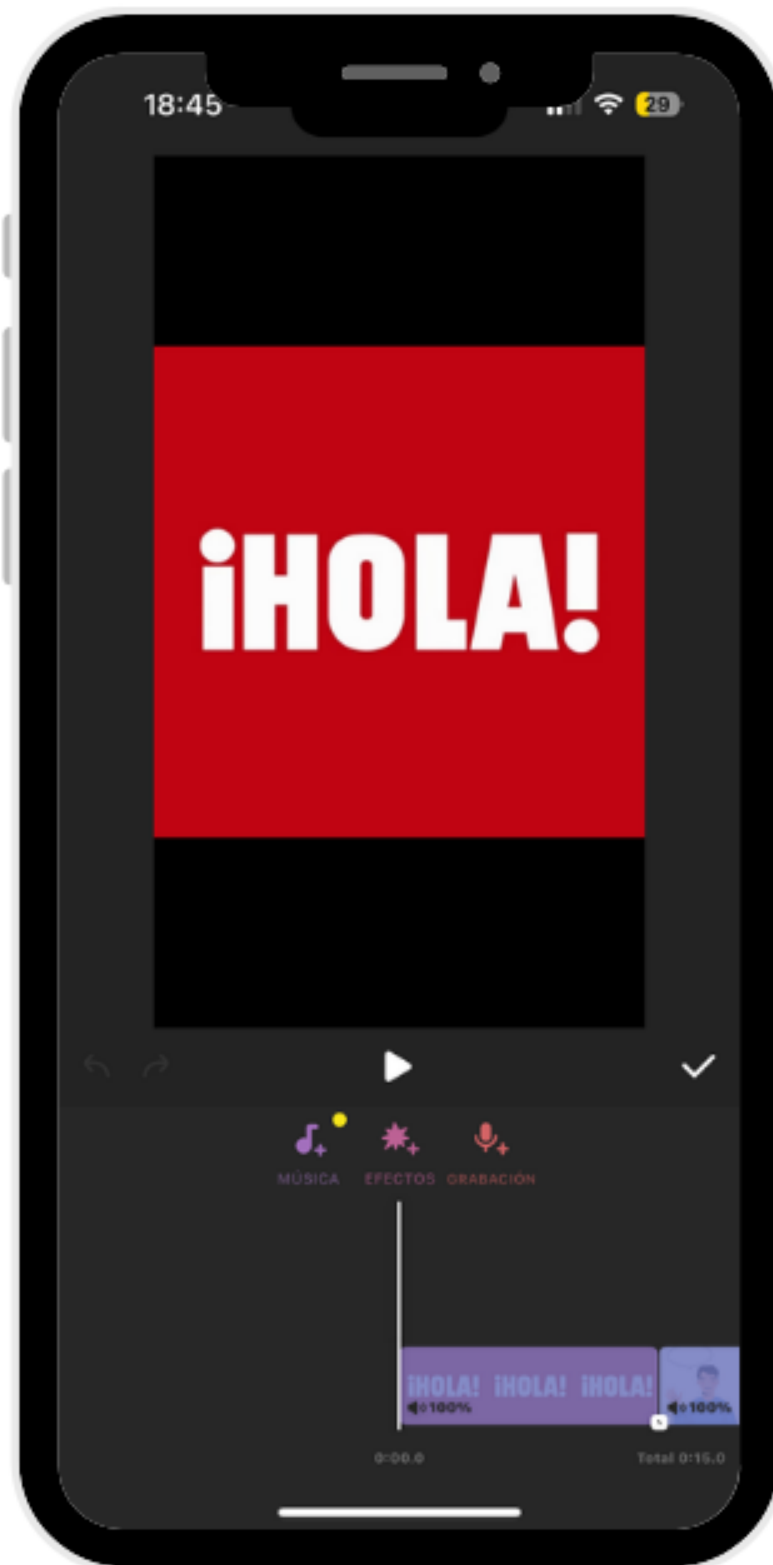 18:45
29
¡HOLA!
MÚSICA EFECTOS GRABACIÓN
¡HOLA! ¡HOLA! ¡HOLA!
100% 100%
0:00.0 Total 0:15.0